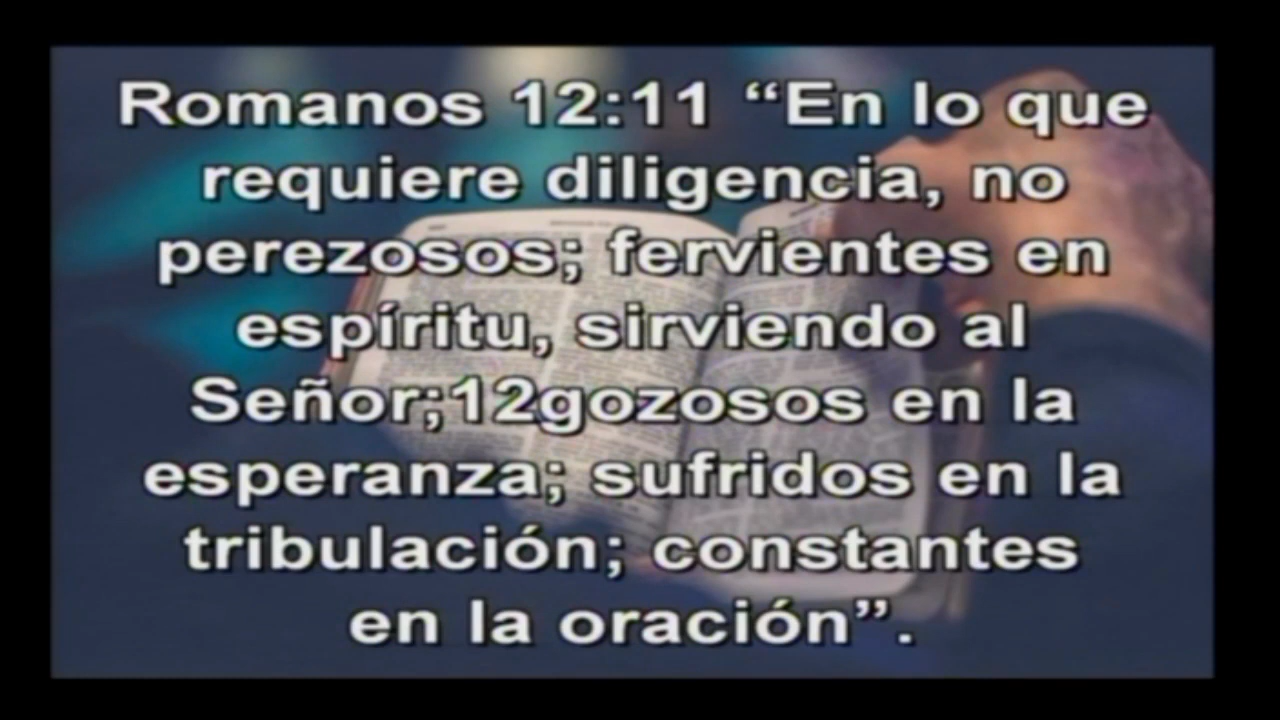 Romanos 12:11 “En lo que
requiere diligencia, no
perezosos; fervientes en
espíritu, sirviendo al
Señor;12gozosos en la
esperanza; sufridos en la
tribulación; constantes
en la oración”.